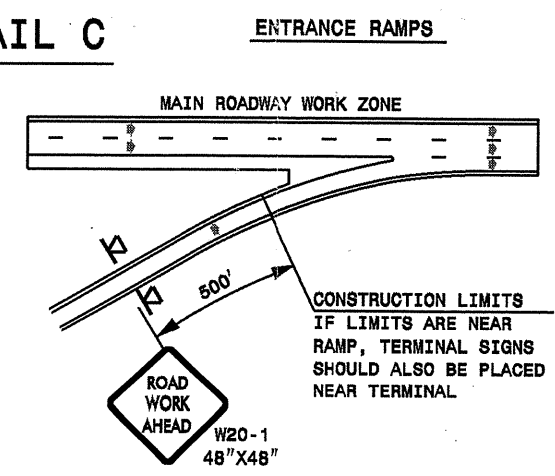 AIL C
ENTRANCE RAMPS
MAIN ROADWAY WORK ZONE
500'
CONSTRUCTION LIMITS
IF LIMITS ARE NEAR
RAMP, TERMINAL SIGNS
SHOULD ALSO BE PLACED
NEAR TERMINAL
ROAD
WORK
AHEAD
W20-1
48"X48"